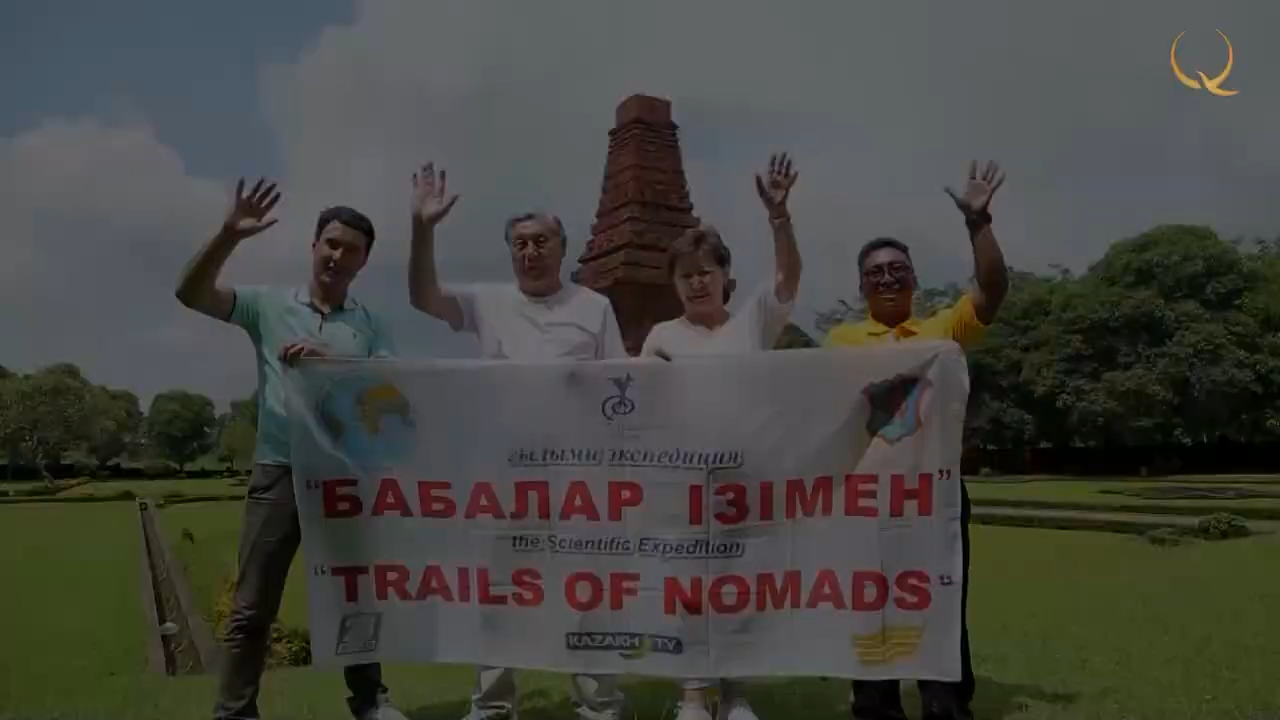 ғылыми экспедиция
"БАБАЛАР ІЗІМЕН"
the Scientific Expedition
"TRAILS OF NOMADS"
KAZAKH TV